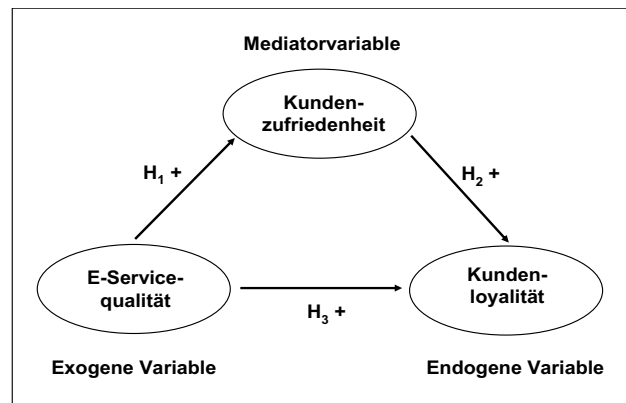 Mediatorvariable
Kunden-
zufriedenheit
H₁ +
H₂ +
E-Service-
qualität
Kunden-
loyalität
H₃ +
Exogene Variable
Endogene Variable